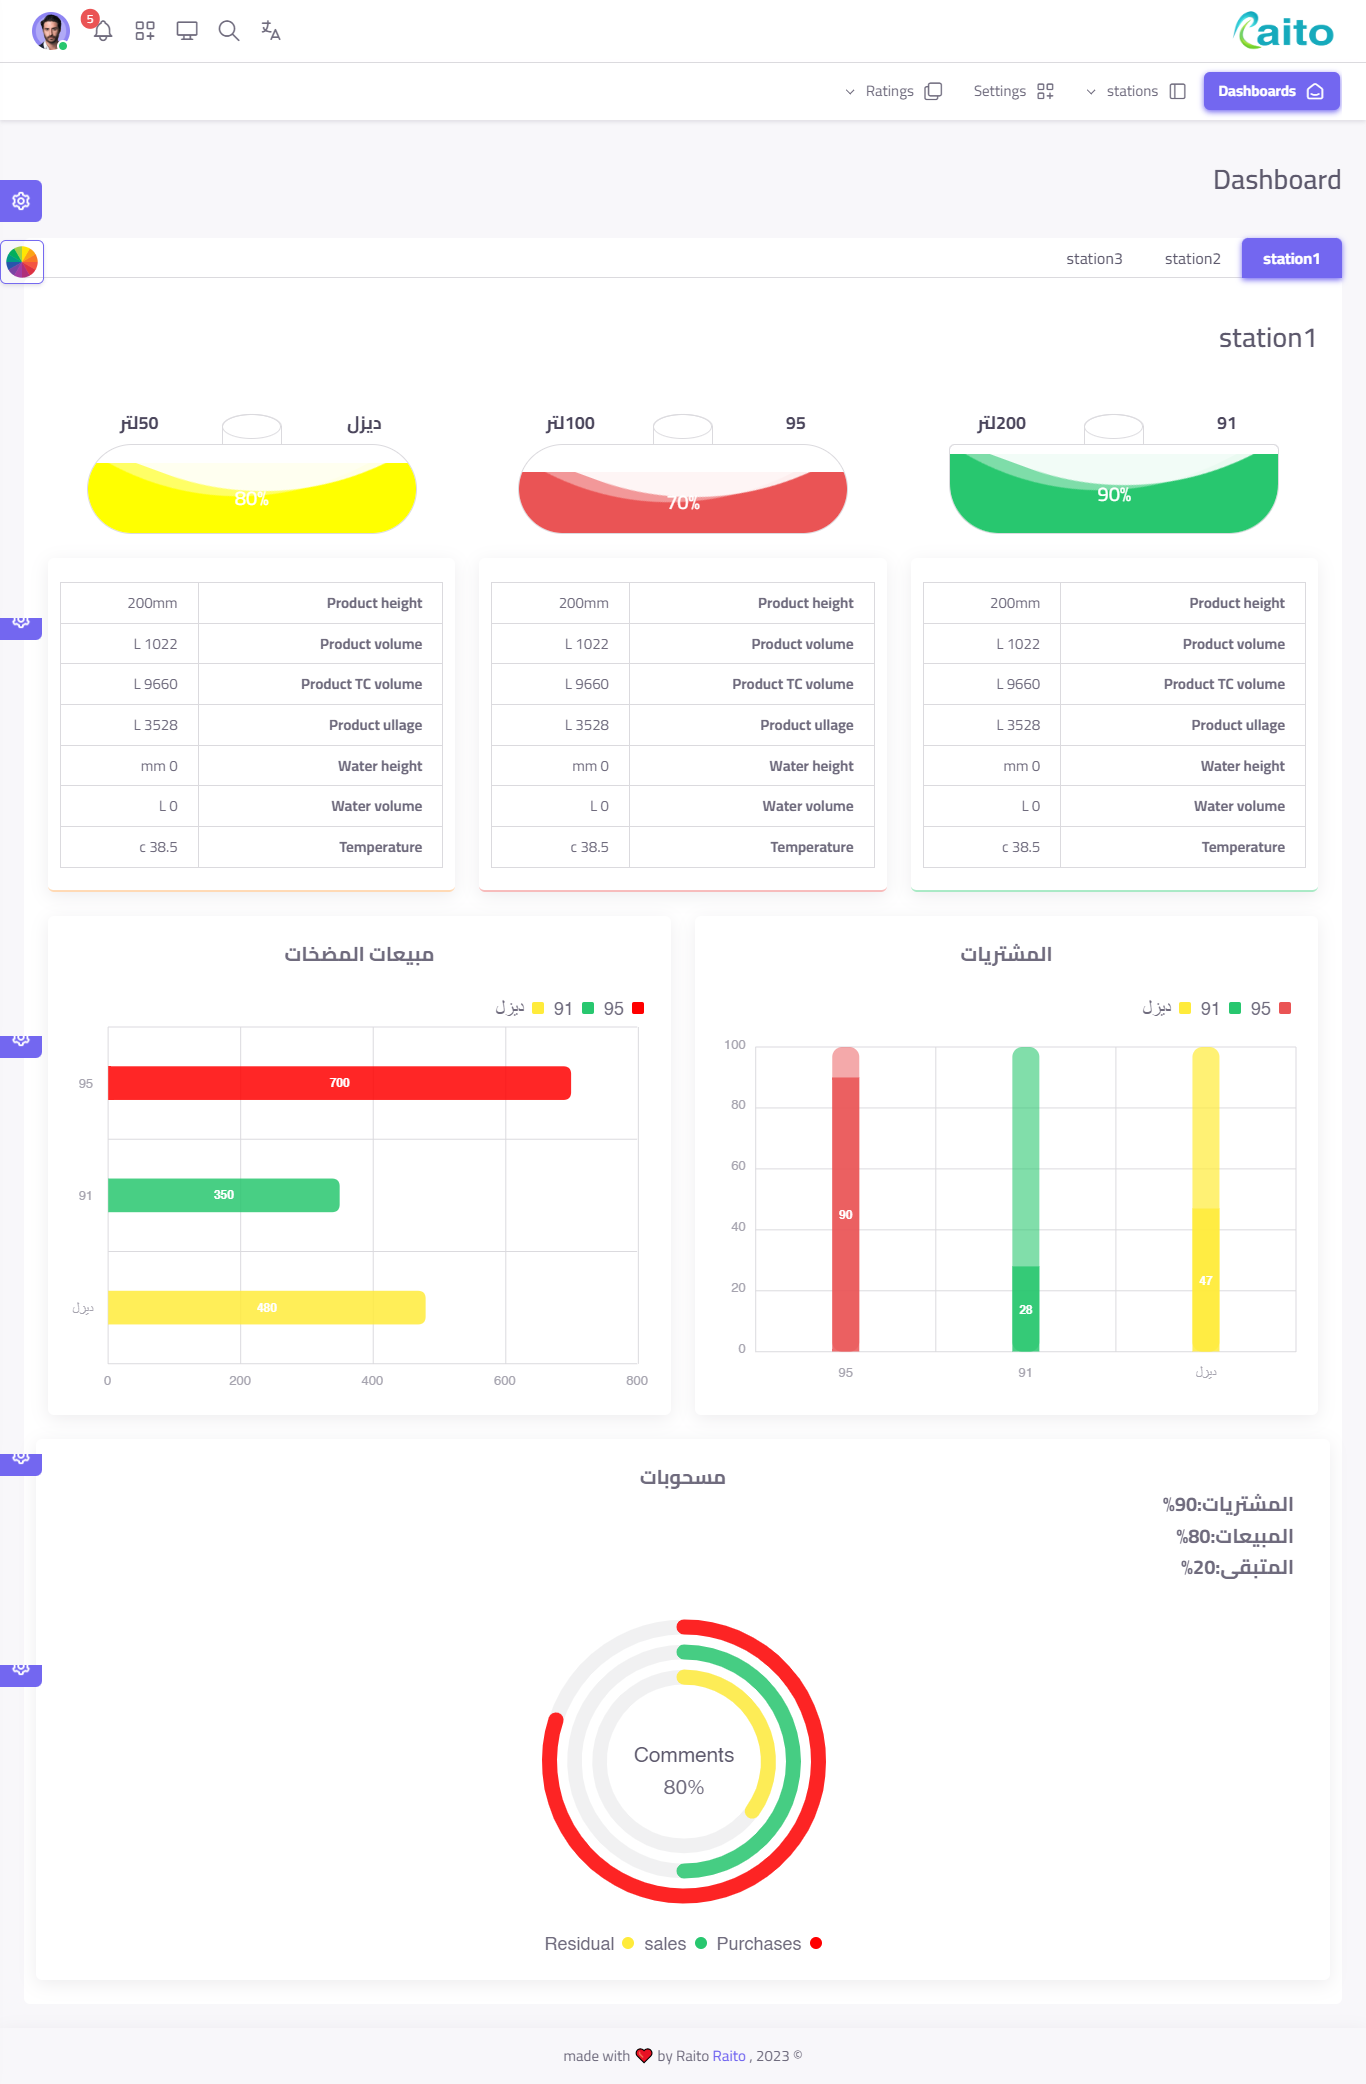 Raito
5
Dashboards
stations
Settings
Ratings
Dashboard
station1
station2
station3
station1
91
200لتر
90%
95
100لتر
70%
ديزل
50لتر
80%
Product height 200mm
Product volume L 1022
Product TC volume L 9660
Product ullage L 3528
Water height mm 0
Water volume L 0
Temperature c 38.5
Product height 200mm
Product volume L 1022
Product TC volume L 9660
Product ullage L 3528
Water height mm 0
Water volume L 0
Temperature c 38.5
Product height 200mm
Product volume L 1022
Product TC volume L 9660
Product ullage L 3528
Water height mm 0
Water volume L 0
Temperature c 38.5
المشتريات
95 91 ديزل
100
80
60
40
20
0
90
28
47
95 91 ديزل
مبيعات المضخات
95 91 ديزل
95
700
91
350
ديزل
480
0 200 400 600 800
مسحوبات
المشتريات:90%
المبيعات:80%
المتبقى:20%
Comments
80%
Residual sales Purchases
made with by Raito Raito , 2023 ©